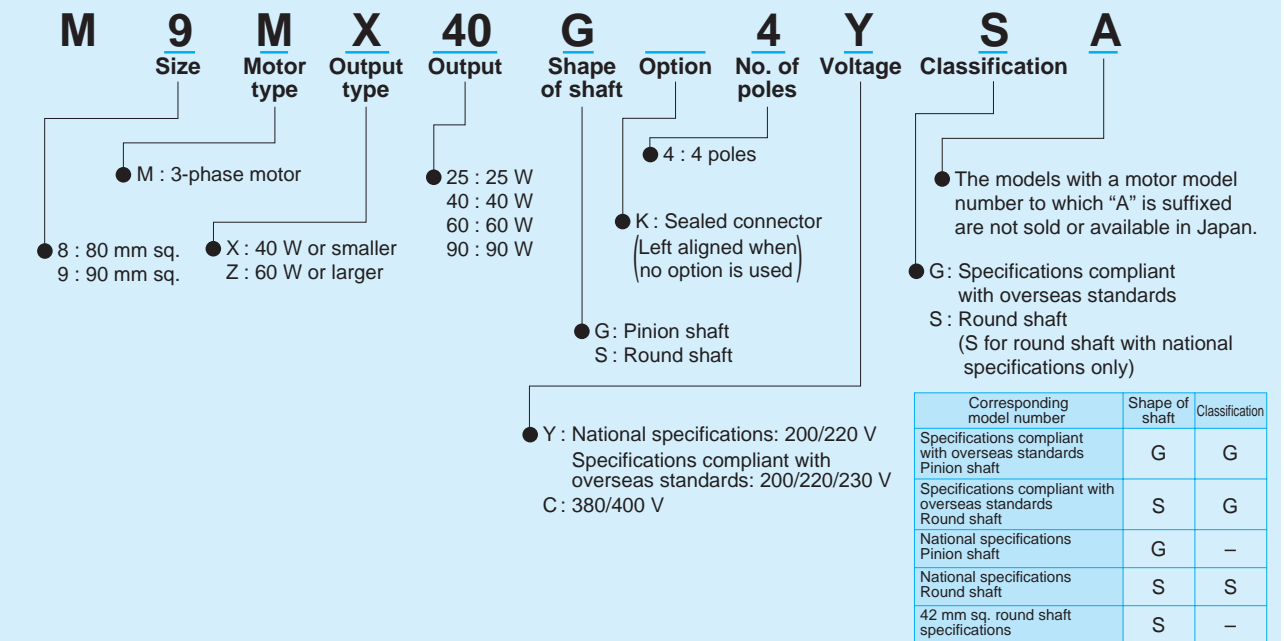 M 9 M X 40 G 4 Y S A
Size Motor type Output type Output Shape of shaft Option No. of poles Voltage Classification
4 : 4 poles
M : 3-phase motor
25 : 25 W
40 : 40 W
60 : 60 W
90 : 90 W
The models with a motor model
number to which “A” is suffixed
are not sold or available in Japan.
K : Sealed connector
(Left aligned when
no option is used)
8 : 80 mm sq.
9 : 90 mm sq.
X : 40 W or smaller
Z : 60 W or larger
G : Specifications compliant
with overseas standards
S : Round shaft
(S for round shaft with national
specifications only)
G : Pinion shaft
S : Round shaft
Y : National specifications: 200/220 V
Specifications compliant with
overseas standards: 200/220/230 V
C : 380/400 V
Corresponding
model number
Shape of
shaft
Classification
Specifications compliant
with overseas standards
Pinion shaft
G G
Specifications compliant with
overseas standards
Round shaft
S G
National specifications
Pinion shaft
G –
National specifications
Round shaft
S S
42 mm sq. round shaft
specifications
S –